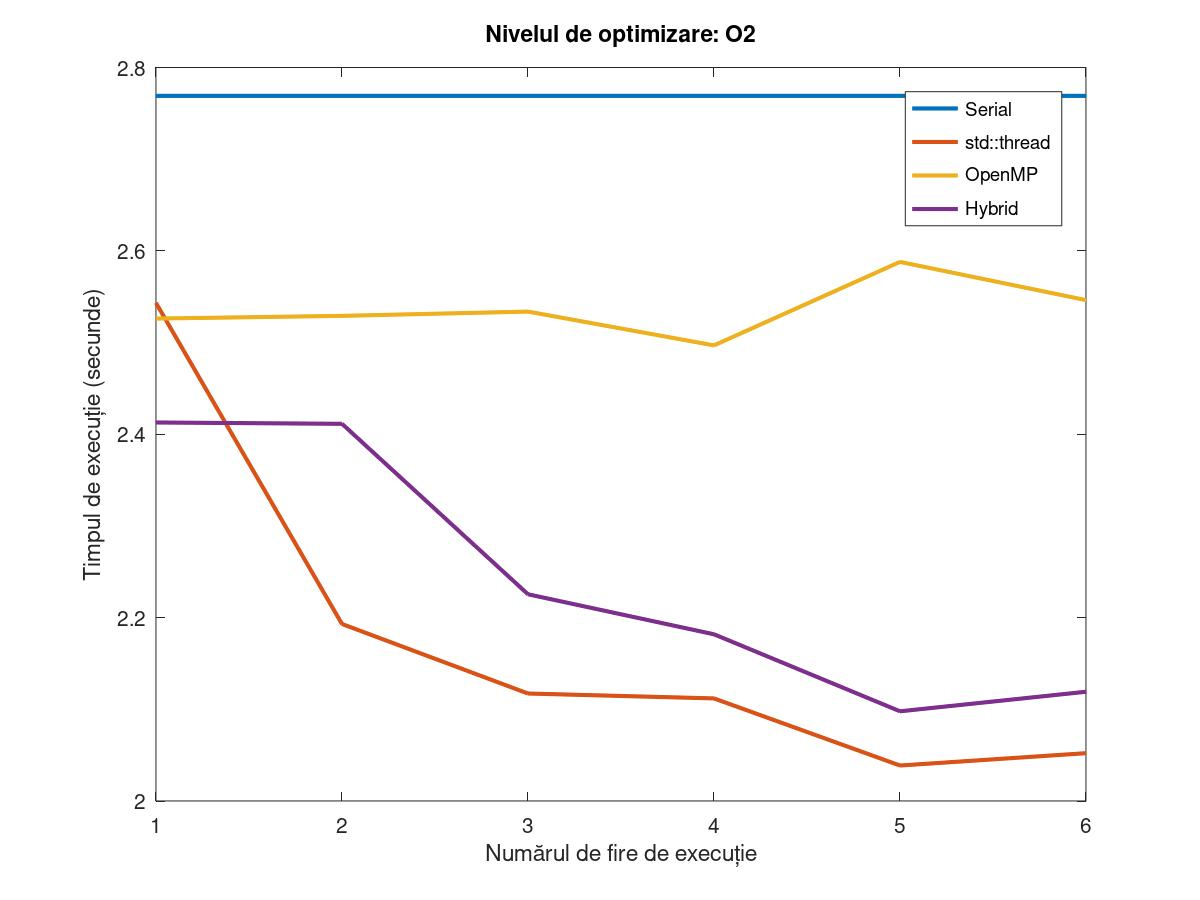 Nivelul de optimizare: O2
2.8
2.6
2.4
2.2
2
Timpul de execuție (secunde)
Serial
std::thread
OpenMP
Hybrid
1 2 3 4 5 6
Numărul de fire de execuție